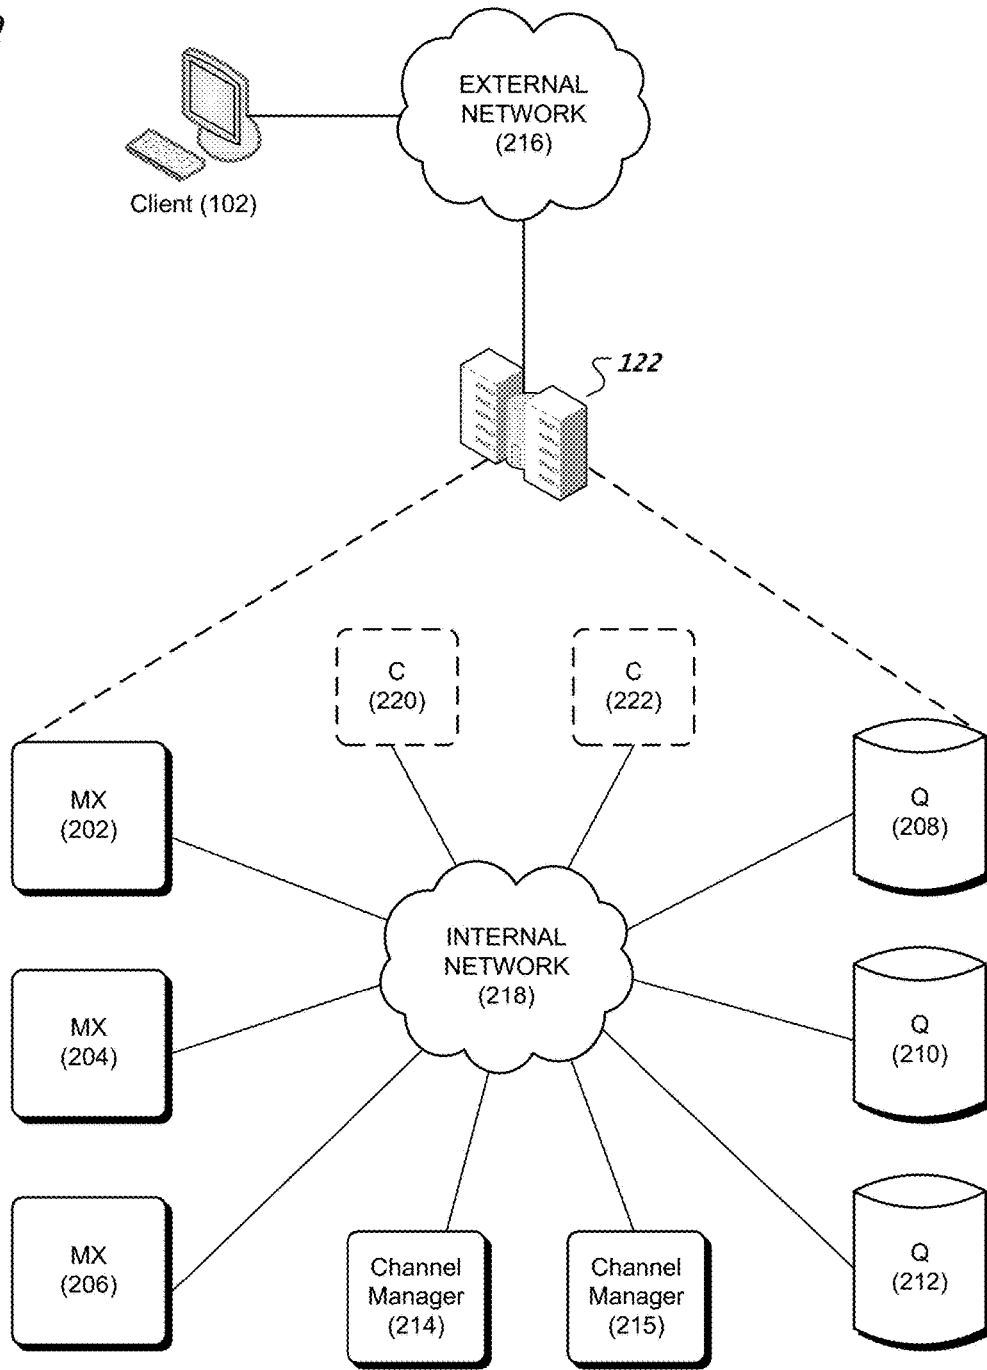 EXTERNAL
NETWORK
(216)
Client (102)
122
C
(220)
C
(222)
MX
(202)
Q
(208)
INTERNAL
NETWORK
(218)
MX
(204)
Q
(210)
MX
(206)
Channel
Manager
(214)
Channel
Manager
(215)
Q
(212)